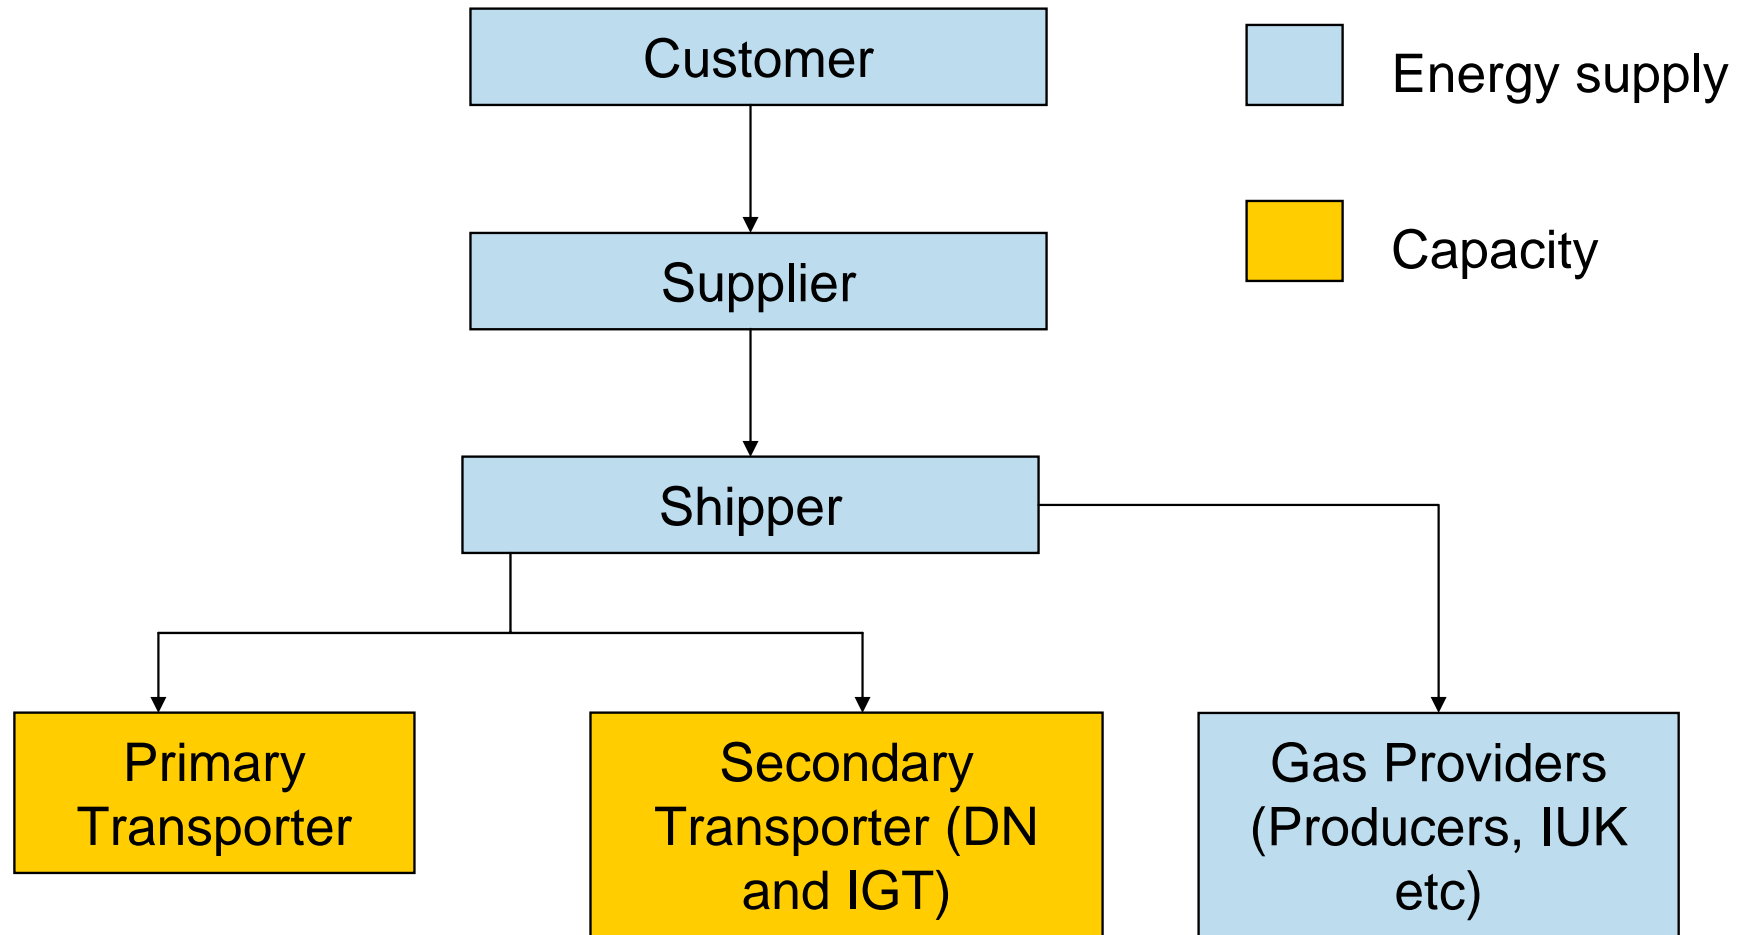 Customer
Energy supply
Capacity
Supplier
Shipper
Primary
Transporter
Secondary
Transporter (DN
and IGT)
Gas Providers
(Producers, IUK
etc)